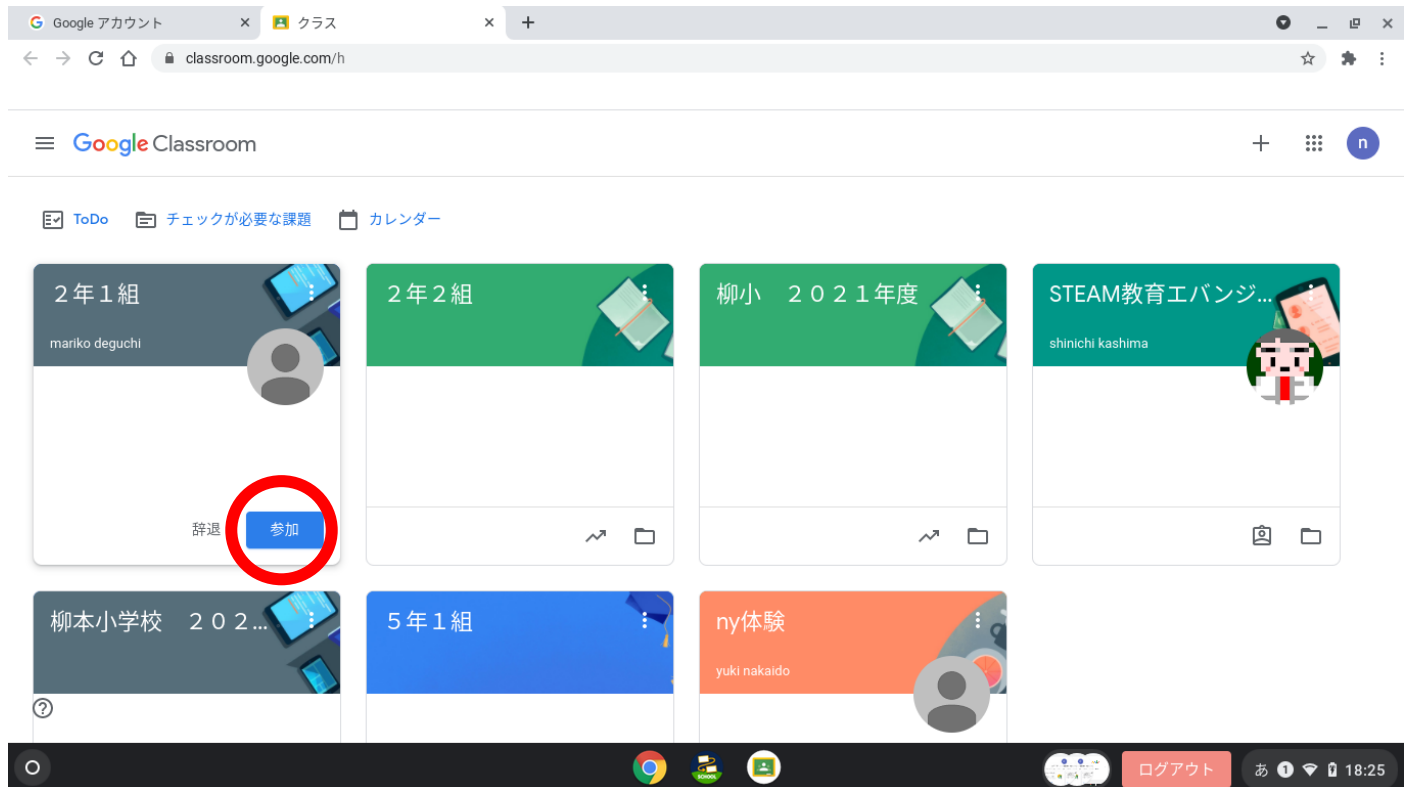 Google アカウント
クラス
classroom.google.com/h
Google Classroom
n
ToDo
チェックが必要な課題
カレンダー
２年１組
mariko deguchi
辞退
参加
２年２組
柳小　２０２１年度
STEAM教育エバンジ...
shinichi kashima
柳本小学校　２０２...
５年１組
ny体験
yuki nakaido
SCHOOL
ログアウト
あ
1
18:25